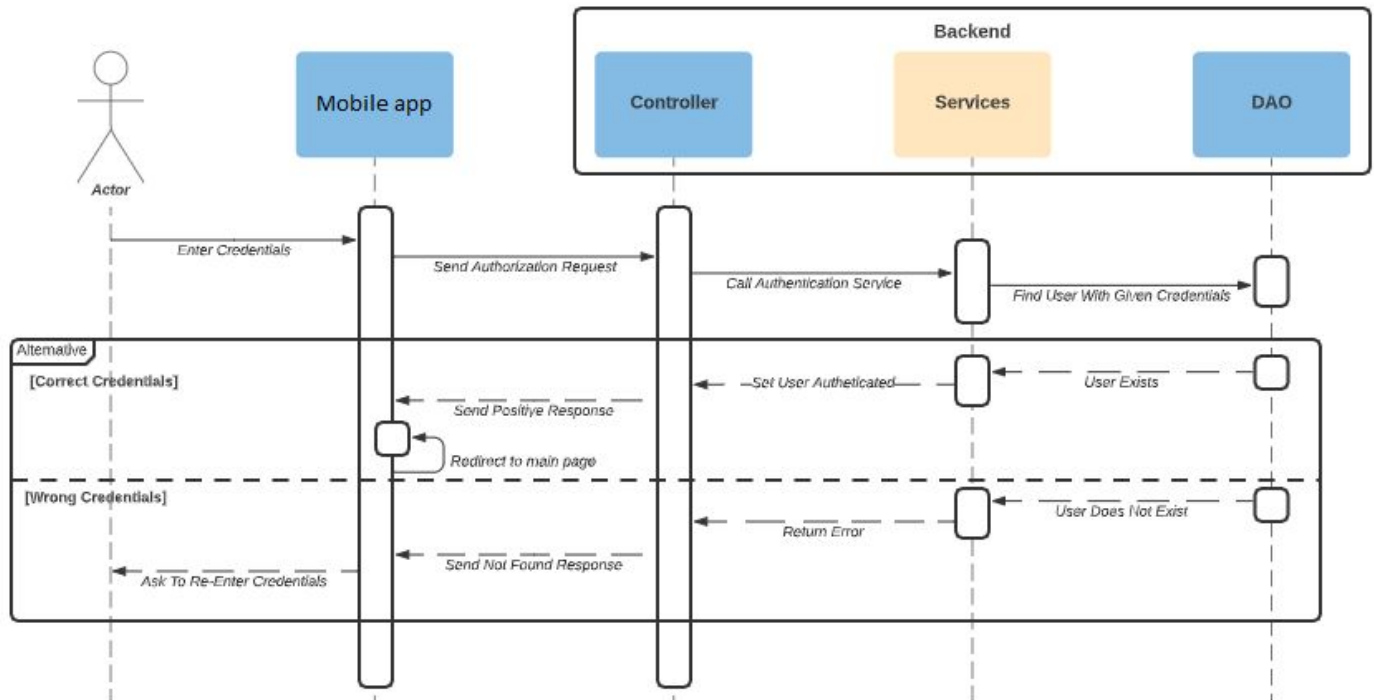 Backend
Mobile app
Controller
Services
DAO
Actor
Enter Credentials
Send Authorization Request
Call Authentication Service
Find User With Given Credentials
Alternative
[Correct Credentials]
User Exists
Set User Autheticated
Send Positive Response
Redirect to main page
[Wrong Credentials]
User Does Not Exist
Return Error
Send Not Found Response
Ask To Re-Enter Credentials